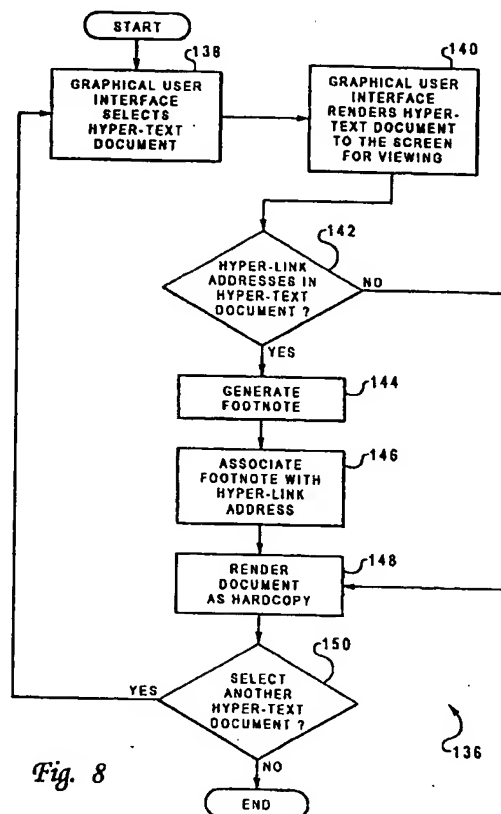 START
138
GRAPHICAL USER
INTERFACE
SELECTS
HYPER-TEXT
DOCUMENT
140
GRAPHICAL USER
INTERFACE
RENDERS HYPER-
TEXT DOCUMENT
TO THE SCREEN
FOR VIEWING
142
HYPER-LINK
ADDRESSES IN
HYPER-TEXT
DOCUMENT ?
NO
YES
144
GENERATE
FOOTNOTE
146
ASSOCIATE
FOOTNOTE WITH
HYPER-LINK
ADDRESS
148
RENDER
DOCUMENT
AS HARDCOPY
150
YES
SELECT
ANOTHER
HYPER-TEXT
DOCUMENT ?
136
NO
Fig. 8
END